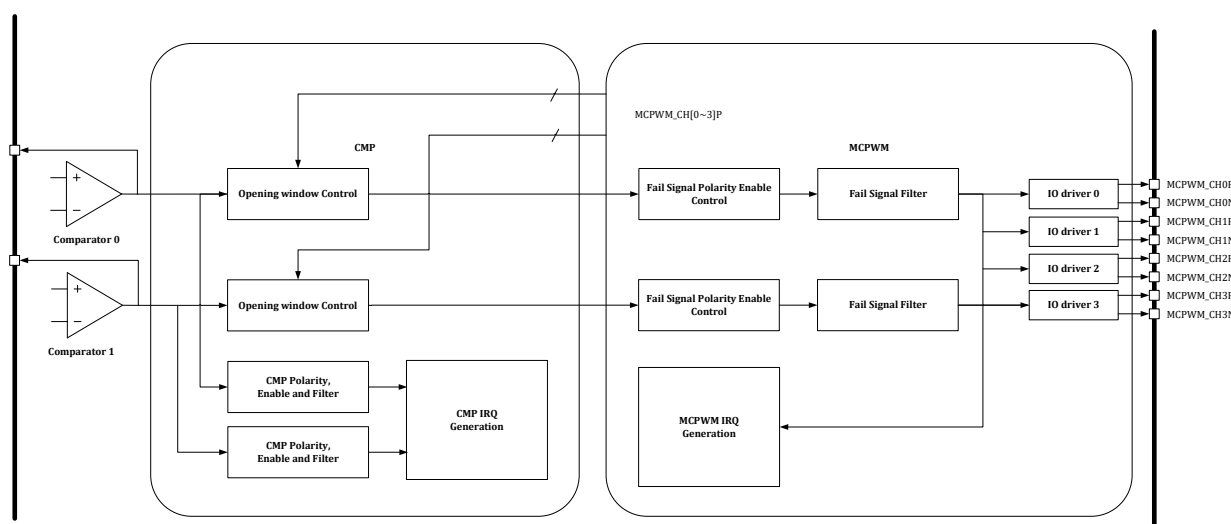 MCPWM_CH[0~3]P
CMP
MCPWM
+
−
Comparator 0
Opening window Control
Fail Signal Polarity Enable
Control
Fail Signal Filter
IO driver 0
IO driver 1
IO driver 2
IO driver 3
MCPWM_CH0P
MCPWM_CH0N
MCPWM_CH1P
MCPWM_CH1N
MCPWM_CH2P
MCPWM_CH2N
MCPWM_CH3P
MCPWM_CH3N
+
−
Comparator 1
Opening window Control
Fail Signal Polarity Enable
Control
Fail Signal Filter
CMP Polarity,
Enable and Filter
CMP Polarity,
Enable and Filter
CMP IRQ
Generation
MCPWM IRQ
Generation